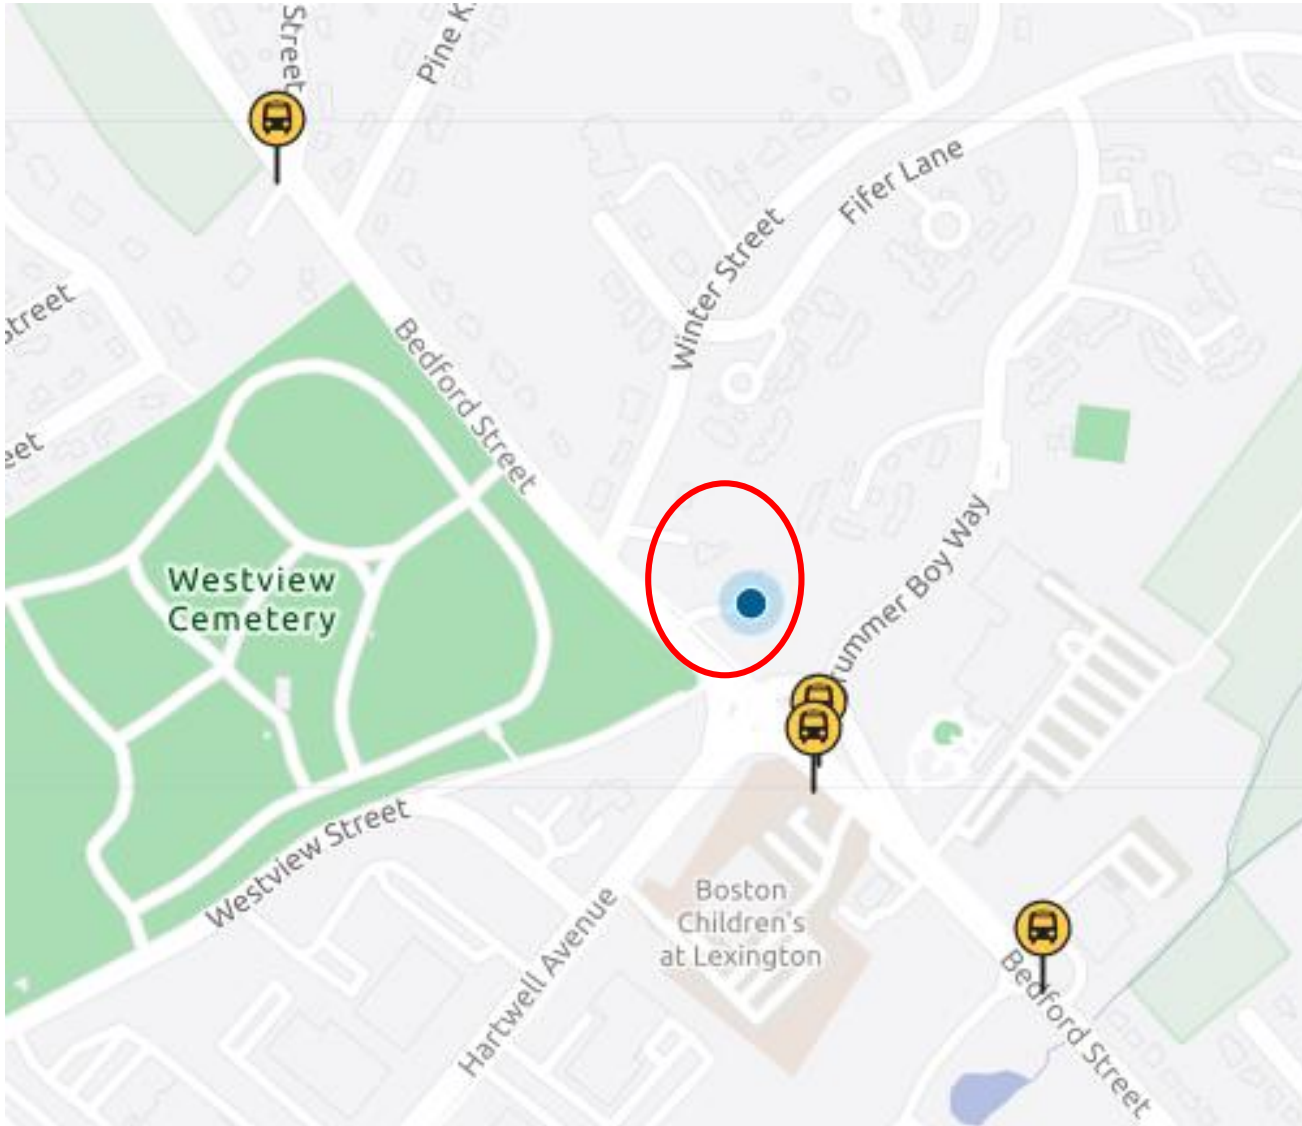 Street
Pine K
Fifer Lane
Winter Street
Street
Bedford Street
eet
Drummer Boy Way
Westview
Cemetery
Westview Street
Boston
Children's
at Lexington
Hartwell Avenue
Bedford Street